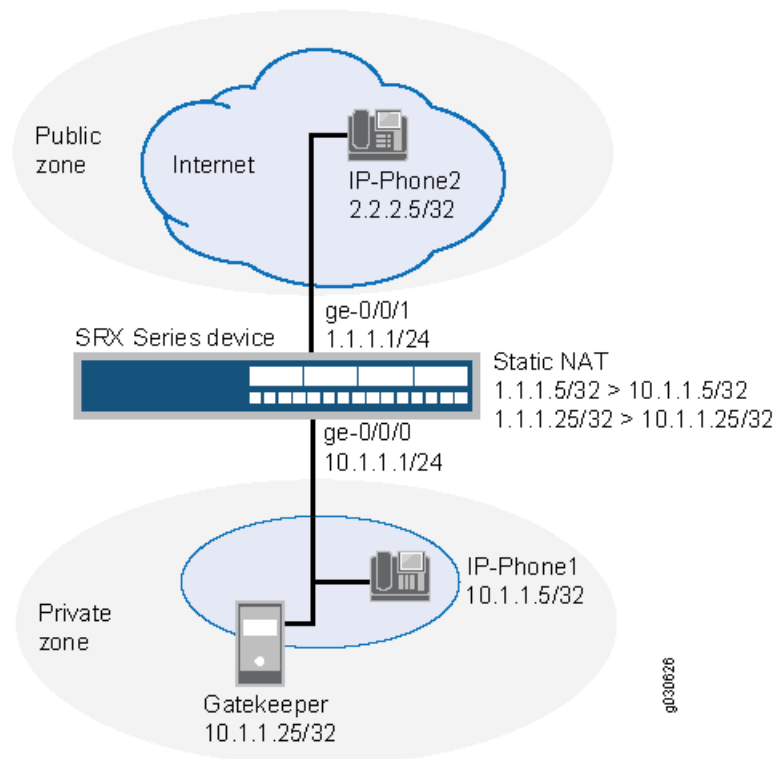 Public
zone
Internet
IP-Phone2
2.2.2.5/32
ge-0/0/1
1.1.1.1/24
SRX Series device
Static NAT
1.1.1.5/32 > 10.1.1.5/32
1.1.1.25/32 > 10.1.1.25/32
ge-0/0/0
10.1.1.1/24
IP-Phone1
10.1.1.5/32
Private
zone
Gatekeeper
10.1.1.25/32
g030626